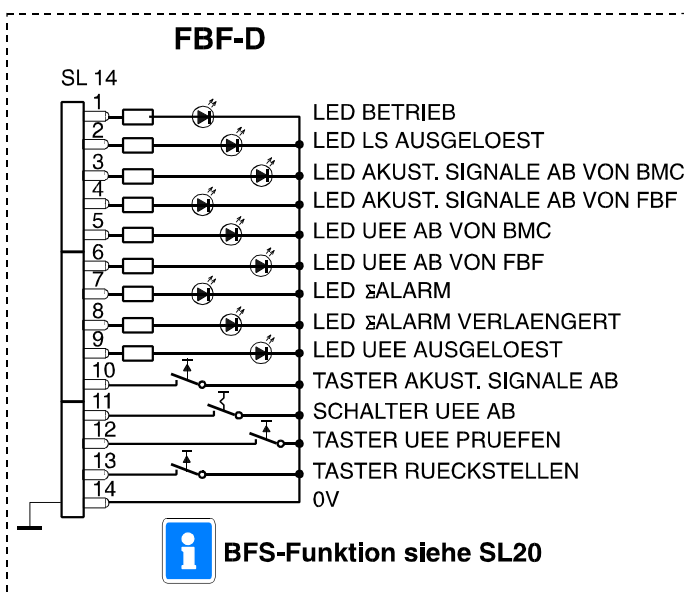 FBF-D
SL 14
1 LED BETRIEB
2 LED LS AUSGELOEST
3 LED AKUST. SIGNALE AB VON BMC
4 LED AKUST. SIGNALE AB VON FBF
5 LED UEE AB VON BMC
6 LED UEE AB VON FBF
7 LED ΣALARM
8 LED ΣALARM VERLAENGERT
9 LED UEE AUSGELOEST
10 TASTER AKUST. SIGNALE AB
11 SCHALTER UEE AB
12 TASTER UEE PRUEFEN
13 TASTER RUECKSTELLEN
14 0V
i BFS-Funktion siehe SL20